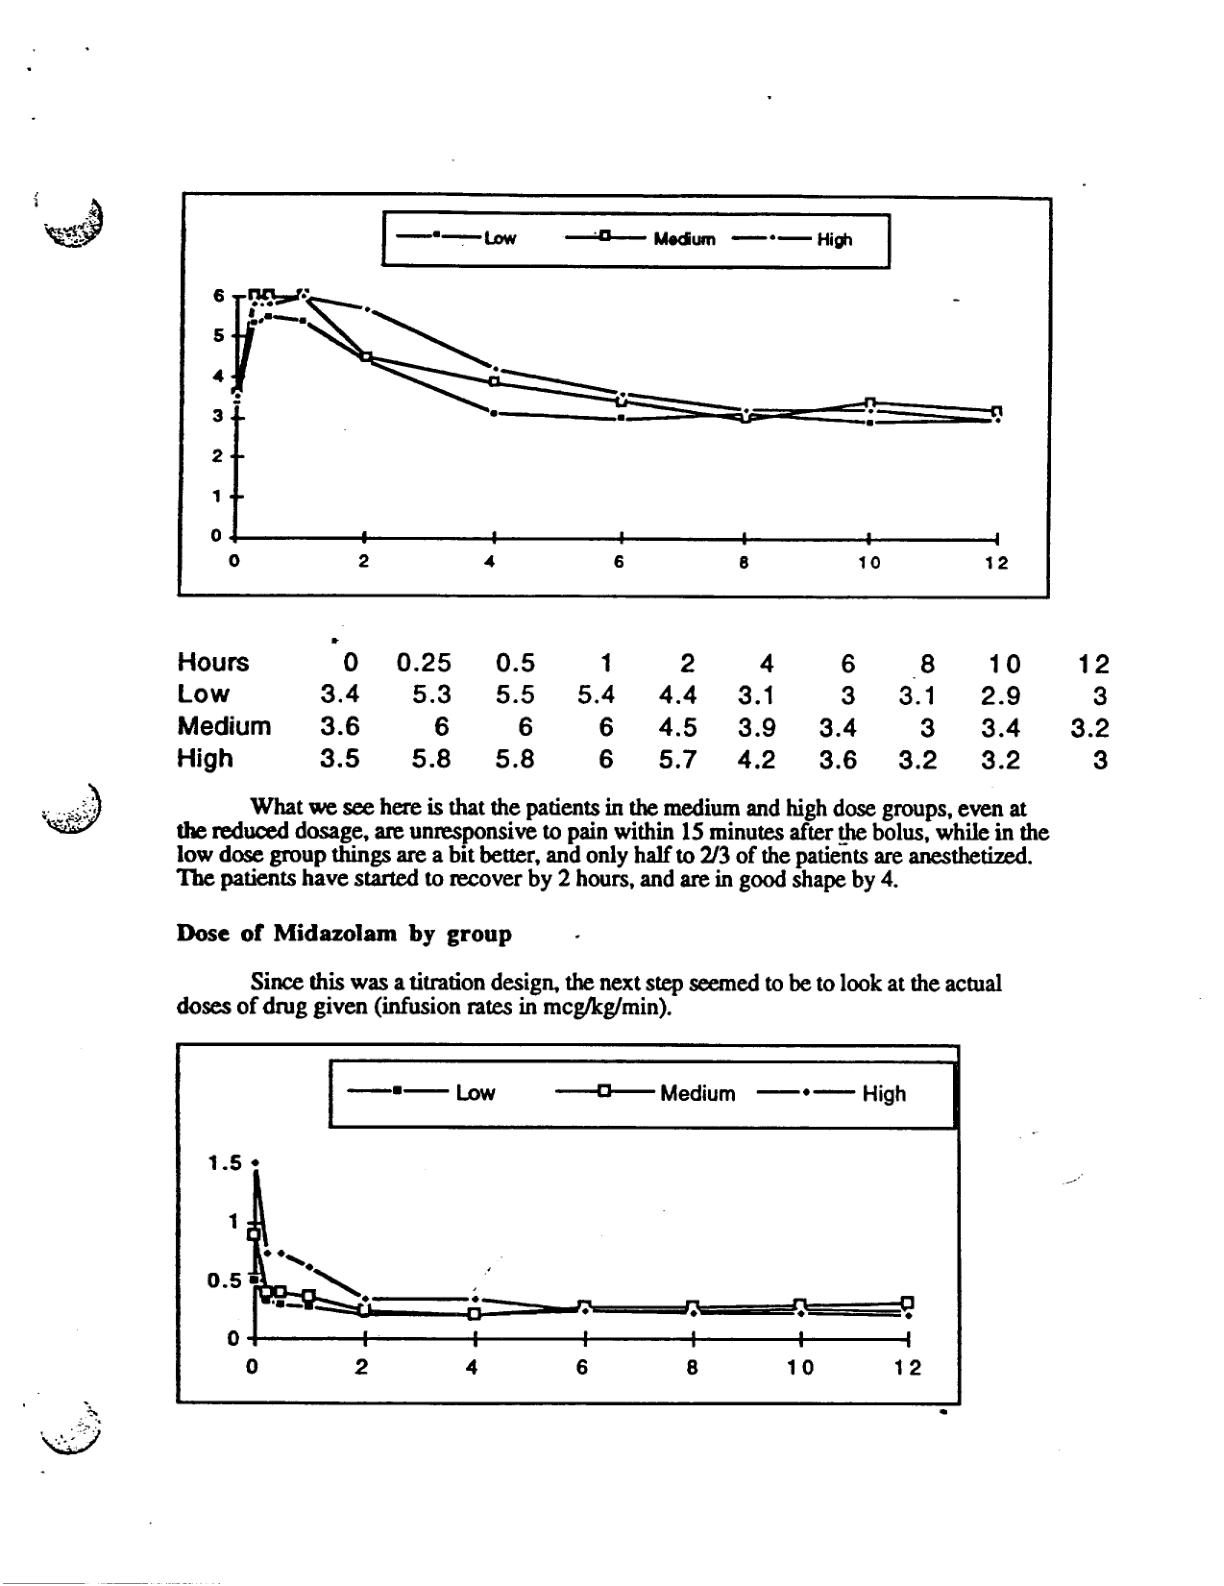 Low Medium High
6
5
4
3
2
1
0
0 2 4 6 8 10 12
Hours 0 0.25 0.5 1 2 4 6 8 10 12
Low 3.4 5.3 5.5 5.4 4.4 3.1 3 3.1 2.9 3
Medium 3.6 6 6 6 4.5 3.9 3.4 3 3.4 3.2
High 3.5 5.8 5.8 6 5.7 4.2 3.6 3.2 3.2 3
What we see here is that the patients in the medium and high dose groups, even at
the reduced dosage, are unresponsive to pain within 15 minutes after the bolus, while in the
low dose group things are a bit better, and only half to 2/3 of the patients are anesthetized.
The patients have started to recover by 2 hours, and are in good shape by 4.
Dose of Midazolam by group
Since this was a titration design, the next step seemed to be to look at the actual
doses of drug given (infusion rates in mcg/kg/min).
Low Medium High
1.5
1
0.5
0
0 2 4 6 8 10 12